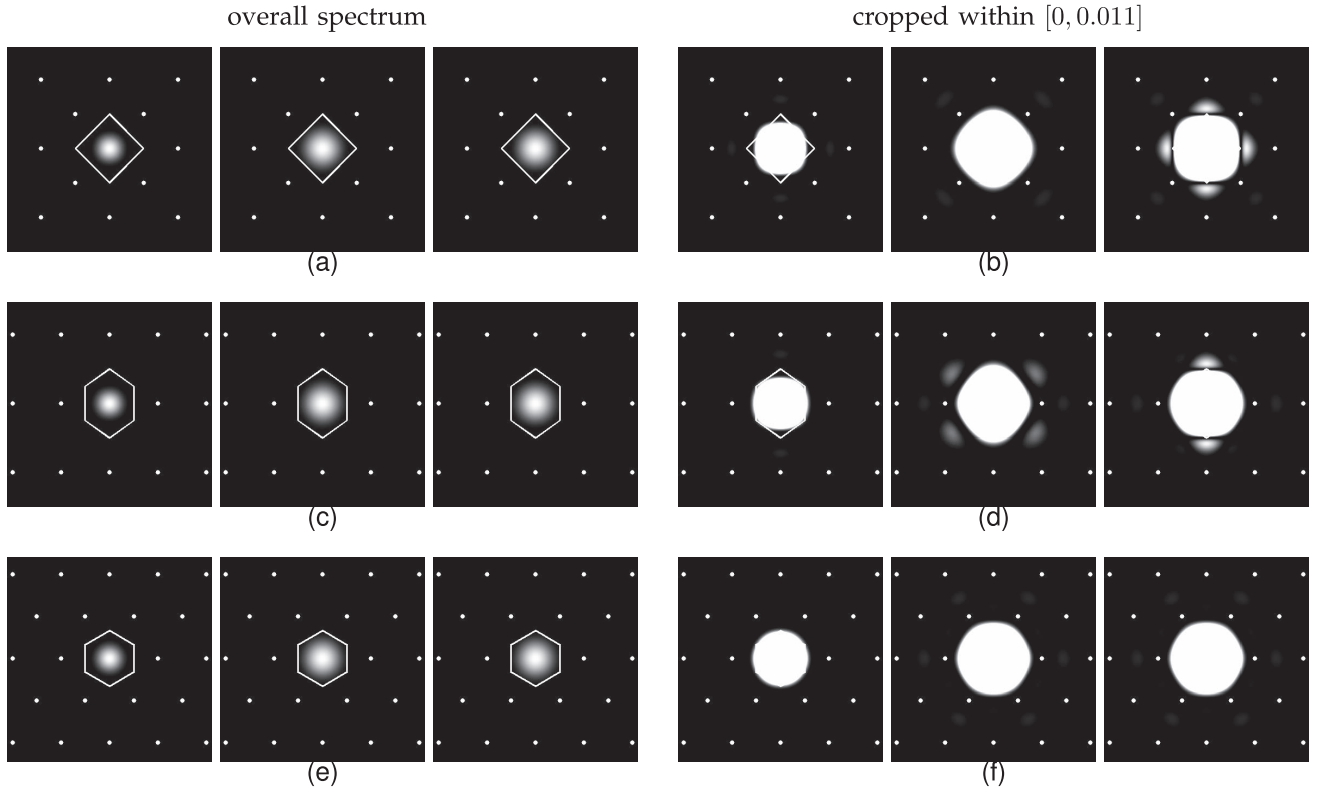 overall spectrum
cropped within [0, 0.011]
(a)
(b)
(c)
(d)
(e)
(f)